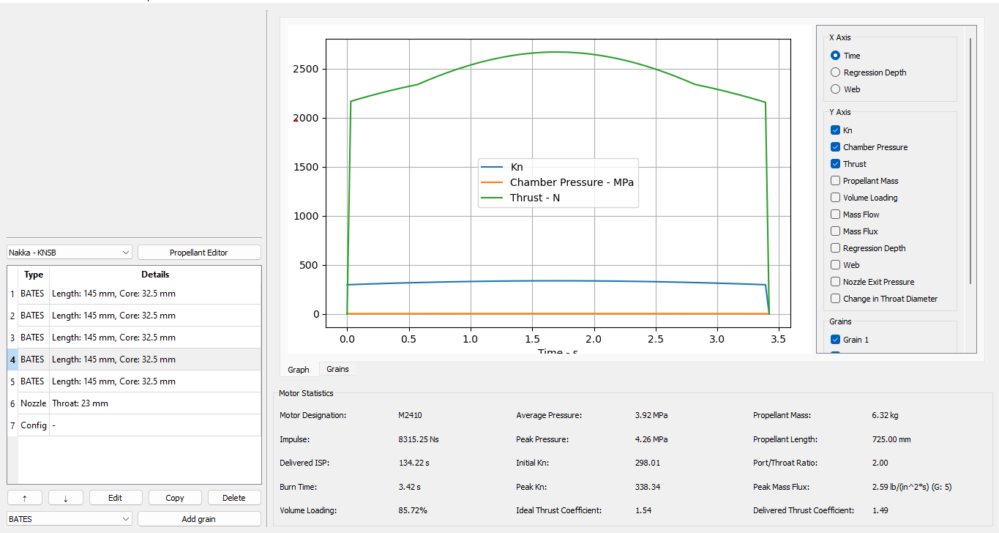 2500
2000
1500
1000
500
0
0.0 0.5 1.0 1.5 2.0 2.5 3.0 3.5
Time - s
Kn
Chamber Pressure - MPa
Thrust - N
X Axis
Time
Regression Depth
Web
Y Axis
Kn
Chamber Pressure
Thrust
Propellant Mass
Volume Loading
Mass Flow
Mass Flux
Regression Depth
Web
Nozzle Exit Pressure
Change in Throat Diameter
Grains
Grain 1
Nakka - KNSB Propellant Editor
Type Details
1 BATES Length: 145 mm, Core: 32.5 mm
2 BATES Length: 145 mm, Core: 32.5 mm
3 BATES Length: 145 mm, Core: 32.5 mm
4 BATES Length: 145 mm, Core: 32.5 mm
5 BATES Length: 145 mm, Core: 32.5 mm
6 Nozzle Throat: 23 mm
7 Config -
↑ ↓ Edit Copy Delete
BATES Add grain
Graph Grains
Motor Statistics
Motor Designation: M2410 Average Pressure: 3.92 MPa Propellant Mass: 6.32 kg
Impulse: 8315.25 Ns Peak Pressure: 4.26 MPa Propellant Length: 725.00 mm
Delivered ISP: 134.22 s Initial Kn: 298.01 Port/Throat Ratio: 2.00
Burn Time: 3.42 s Peak Kn: 338.34 Peak Mass Flux: 2.59 lb/(in^2*s) (G: 5)
Volume Loading: 85.72% Ideal Thrust Coefficient: 1.54 Delivered Thrust Coefficient: 1.49